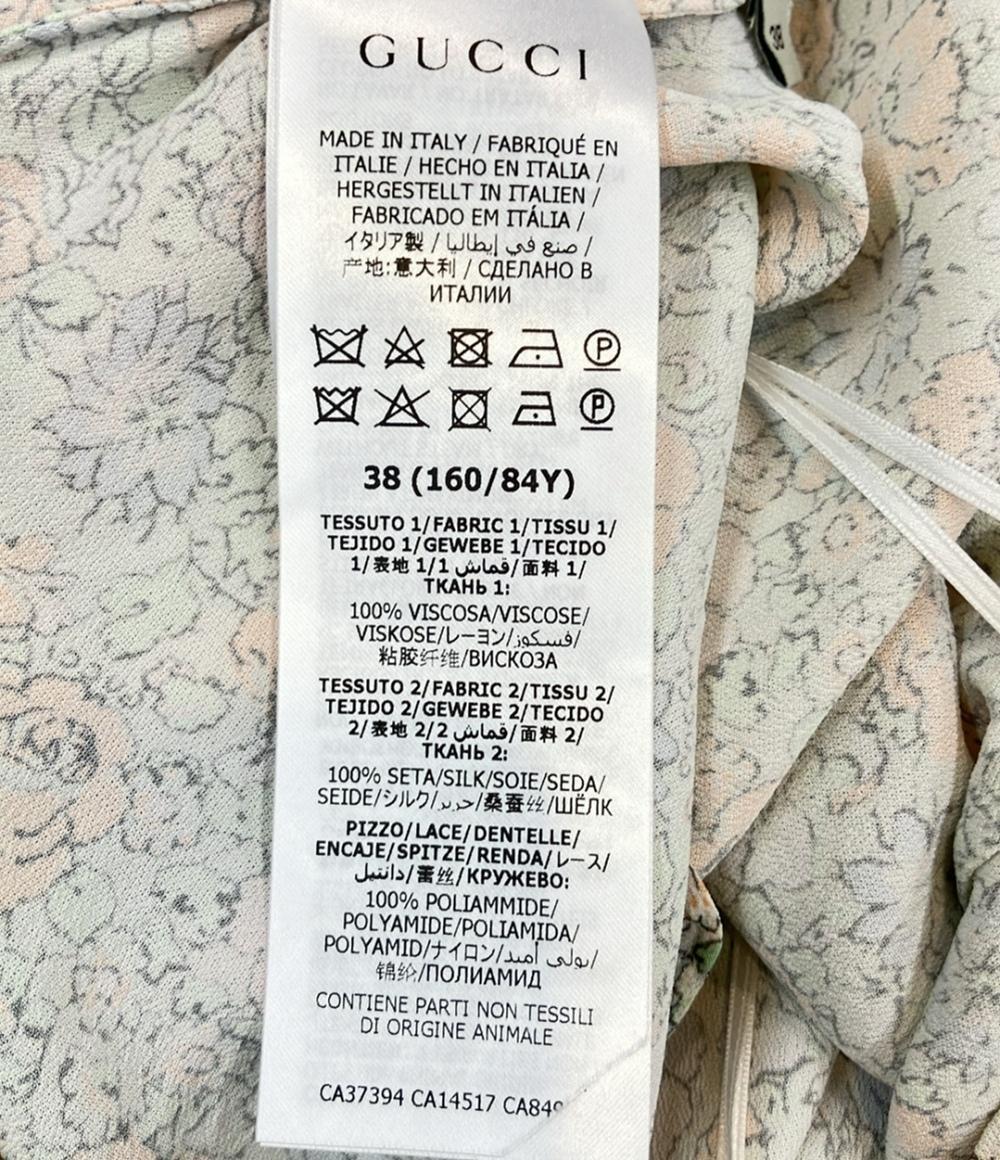 GUCCI
38
MADE IN ITALY / FABRIQUÉ EN
ITALIE / HECHO EN ITALIA /
HERGESTELLT IN ITALIEN /
FABRICADO EM ITÁLIA /
イタリア製 / صنع في إيطاليا /
产地:意大利 / СДЕЛАНО В
ИТАЛИИ
P
P
38 (160/84Y)
TESSUTO 1/FABRIC 1/TISSU 1/
TEJIDO 1/GEWEBE 1/TECIDO
1/表地 1/1 قماش/面料 1/
ТКАНЬ 1:
100% VISCOSA/VISCOSE/
VISKOSE/レーヨン/فسكوز/
粘胶纤维/ВИСКОЗА
TESSUTO 2/FABRIC 2/TISSU 2/
TEJIDO 2/GEWEBE 2/TECIDO
2/表地 2/2 قماش/面料 2/
ТКАНЬ 2:
100% SETA/SILK/SOIE/SEDA/
SEIDE/シルク/حرير/桑蚕丝/ШЁЛК
PIZZO/LACE/DENTELLE/
ENCAJE/SPITZE/RENDA/レース/
دانتيل/蕾丝/КРУЖЕВО:
100% POLIAMMIDE/
POLYAMIDE/POLIAMIDA/
POLYAMID/ナイロン/بولي أميد/
锦纶/ПОЛИАМИД
CONTIENE PARTI NON TESSILI
DI ORIGINE ANIMALE
CA37394 CA14517